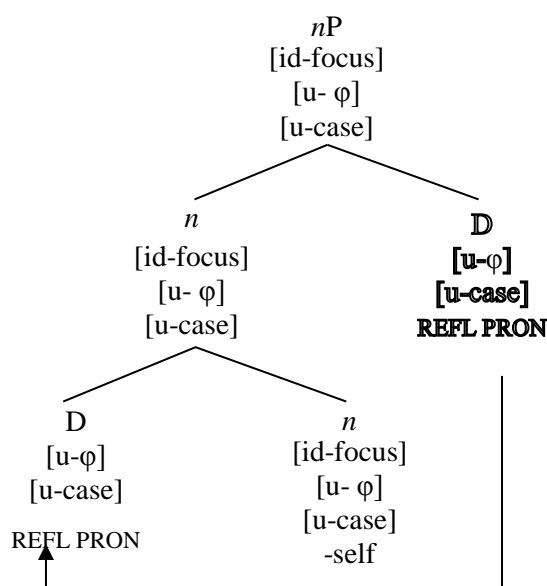 nP
[id-focus]
[u- φ]
[u-case]
n
[id-focus]
[u- φ]
[u-case]
D
[u-φ]
[u-case]
REFL PRON
D
[u-φ]
[u-case]
REFL PRON
n
[id-focus]
[u- φ]
[u-case]
-self